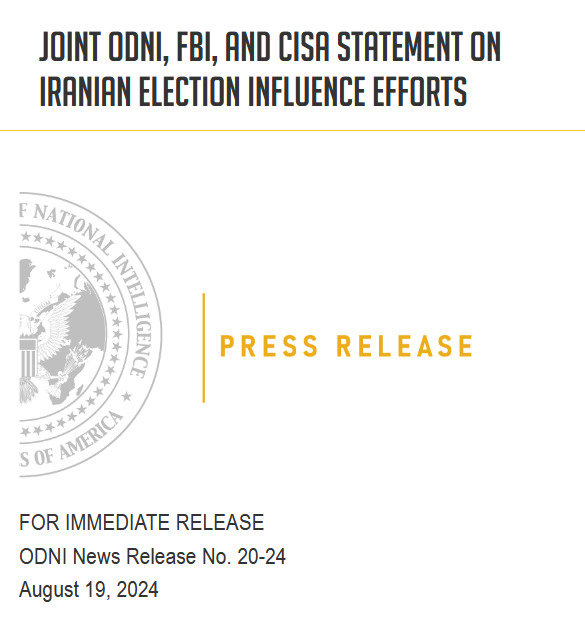 JOINT ODNI, FBI, AND CISA STATEMENT ON
IRANIAN ELECTION INFLUENCE EFFORTS
F NATIONAL INTELLIGENCE
S OF AMERICA
PRESS RELEASE
FOR IMMEDIATE RELEASE
ODNI News Release No. 20-24
August 19, 2024